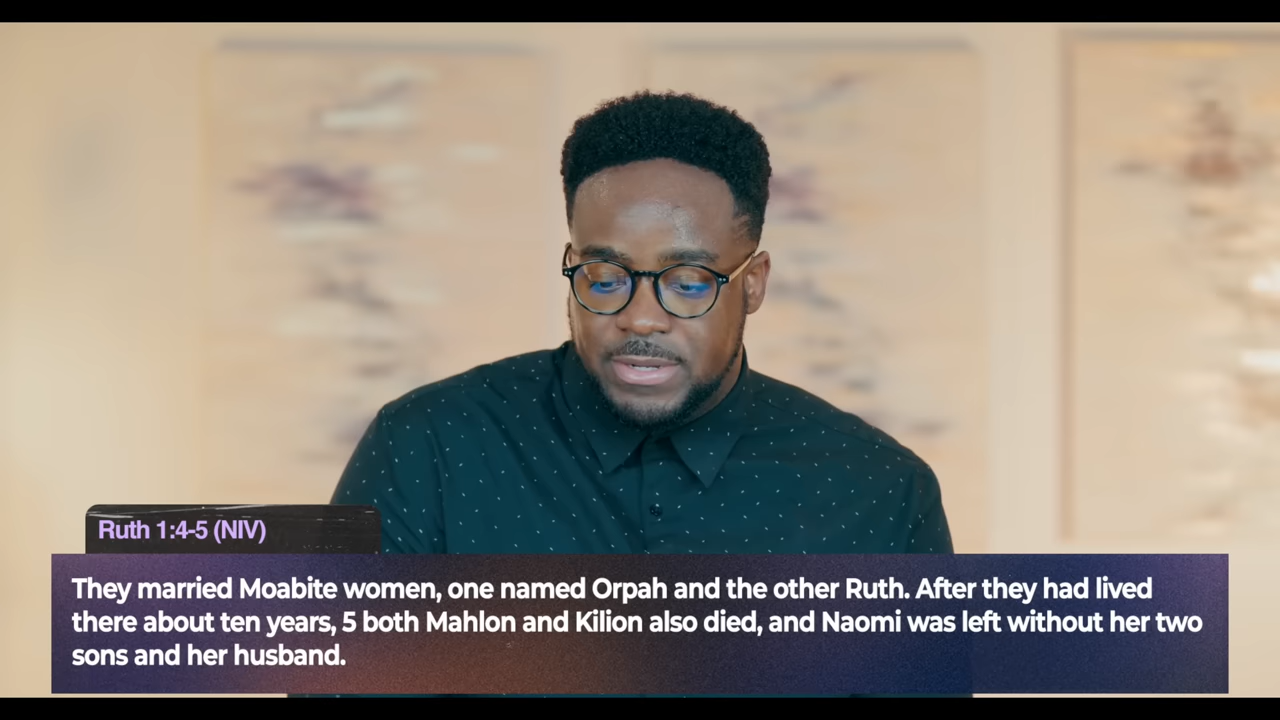 Ruth 1:4-5 (NIV)
They married Moabite women, one named Orpah and the other Ruth. After they had lived
there about ten years, 5 both Mahlon and Kilion also died, and Naomi was left without her two
sons and her husband.